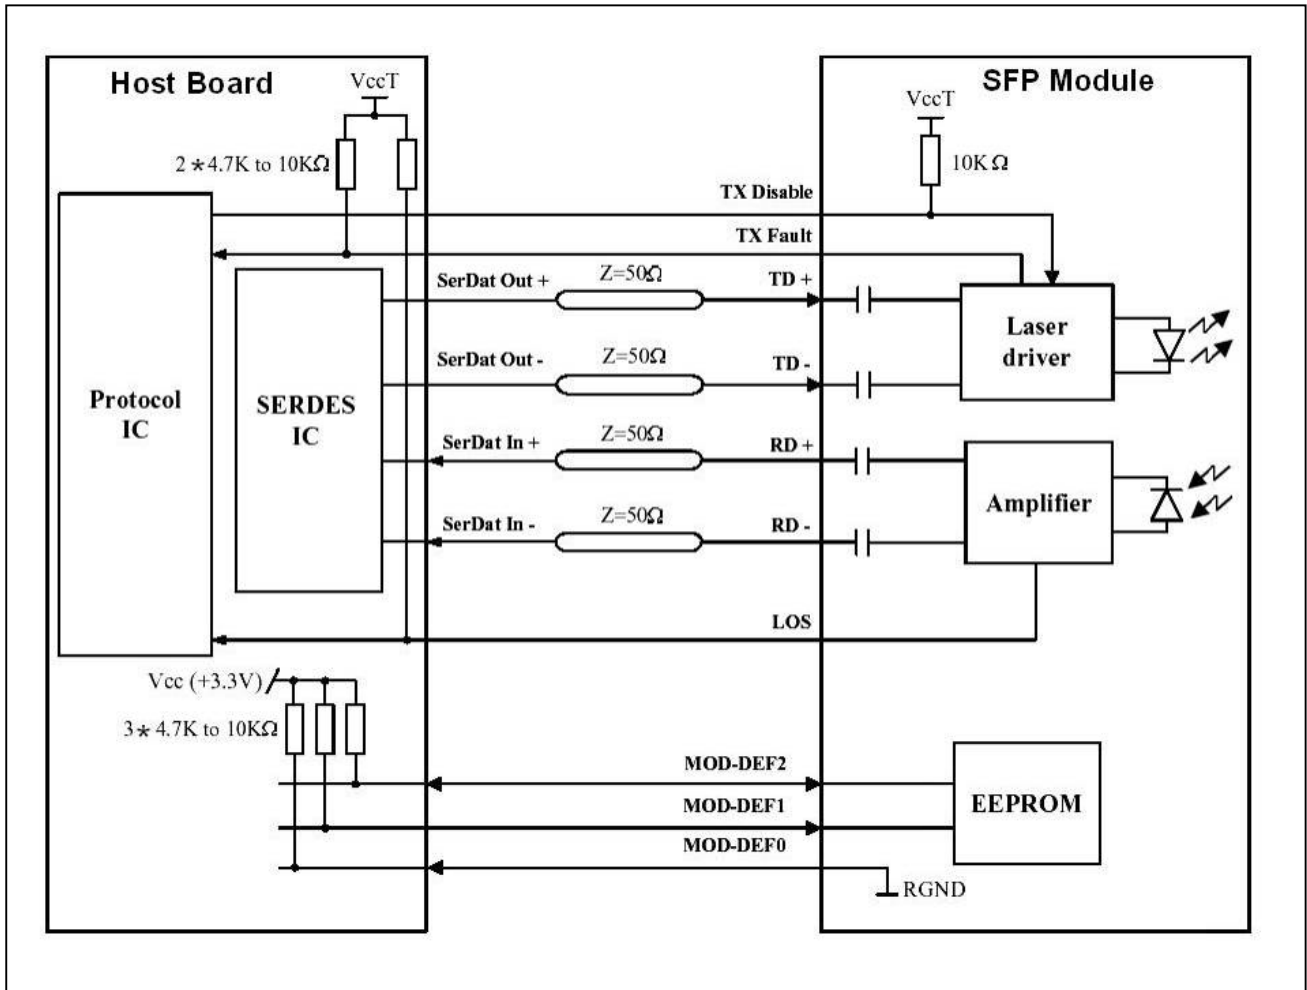 Host Board
VccT
SFP Module
VccT
2*4.7K to 10KΩ
10KΩ
TX Disable
TX Fault
SerDat Out +
Z=50Ω
TD +
Laser
driver
SerDat Out -
Z=50Ω
TD -
Protocol
IC
SERDES
IC
SerDat In +
Z=50Ω
RD +
Amplifier
SerDat In -
Z=50Ω
RD -
LOS
Vcc (+3.3V)
3*4.7K to 10KΩ
MOD-DEF2
MOD-DEF1
EEPROM
MOD-DEF0
RGND